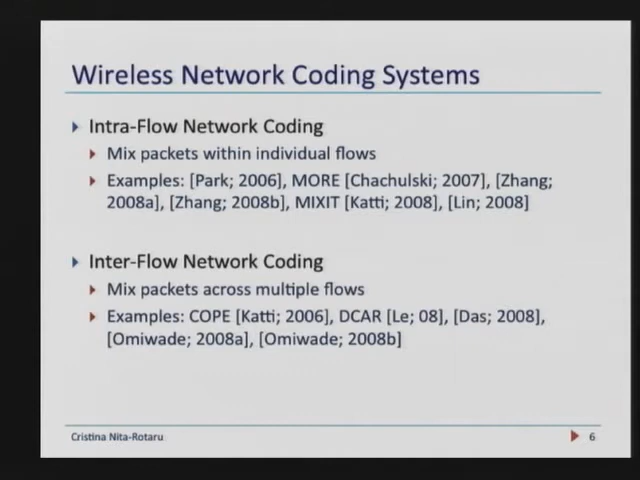 Wireless Network Coding Systems
Intra-Flow Network Coding
Mix packets within individual flows
Examples: [Park; 2006], MORE [Chachulski; 2007], [Zhang;
2008a], [Zhang; 2008b], MIXIT [Katti; 2008], [Lin; 2008]
Inter-Flow Network Coding
Mix packets across multiple flows
Examples: COPE [Katti; 2006], DCAR [Le; 08], [Das; 2008],
[Omiwade; 2008a], [Omiwade; 2008b]
Cristina Nita-Rotaru
6